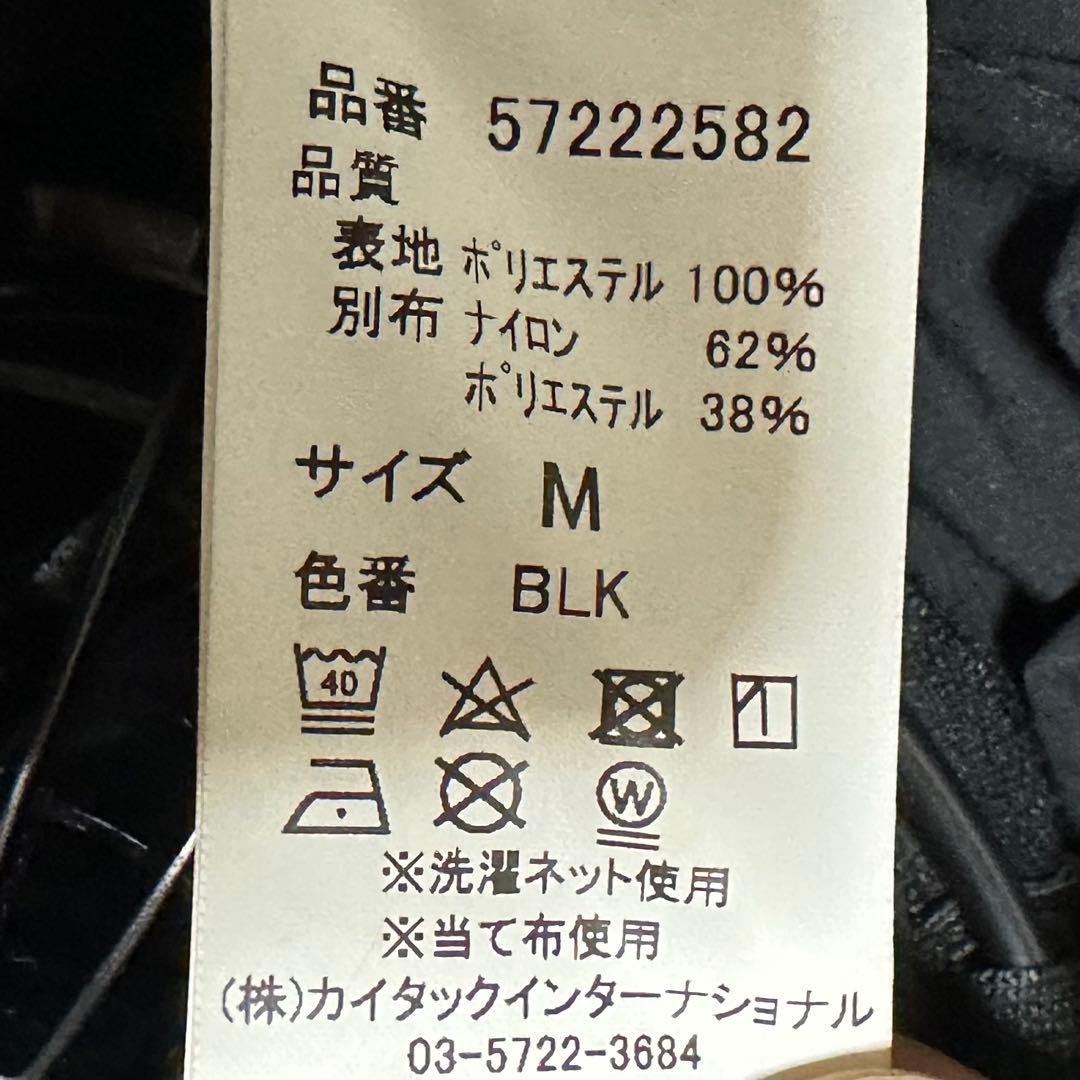 品番 57222582
品質
表地 ポリエステル 100%
別布 ナイロン 62%
ポリエステル 38%
サイズ M
色番 BLK
40
W
※洗濯ネット使用
※当て布使用
(株)カイタックインターナショナル
03-5722-3684